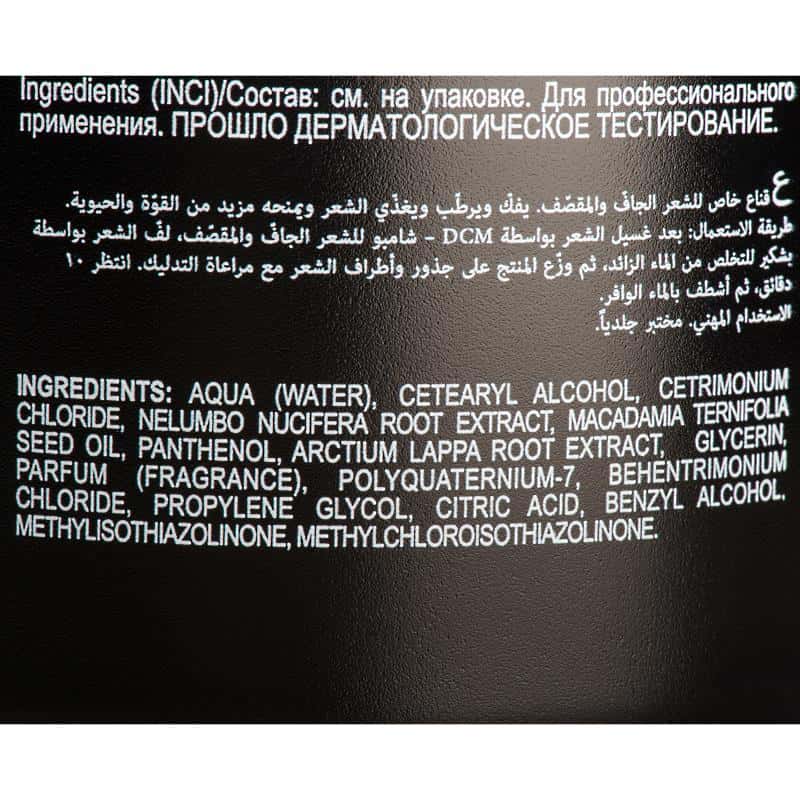 Ingredients (INCI)/Состав: см. на упаковке. Для профессионального
применения. ПРОШЛО ДЕРМАТОЛОГИЧЕСКОЕ ТЕСТИРОВАНИЕ.
ع قناع خاص للشعر الجافّ والمقصّف. يفكّ ويرطّب ويغذّي الشعر ويمنحه مزيد من القوّة والحيوية.
طريقة الاستعمال: بعد غسيل الشعر بواسطة DCM - شامبو للشعر الجافّ والمقصّف، لفّ الشعر بواسطة
بشكير للتخلص من الماء الزائد، ثم وزّع المنتج على جذور وأطراف الشعر مع مراعاة التدليك. انتظر ١٠
دقائق، ثم أشطف بالماء الوافر.
الاستخدام المهني. مختبر جلدياً.
INGREDIENTS: AQUA (WATER), CETEARYL ALCOHOL, CETRIMONIUM
CHLORIDE, NELUMBO NUCIFERA ROOT EXTRACT, MACADAMIA TERNIFOLIA
SEED OIL, PANTHENOL, ARCTIUM LAPPA ROOT EXTRACT, GLYCERIN,
PARFUM (FRAGRANCE), POLYQUATERNIUM-7, BEHENTRIMONIUM
CHLORIDE, PROPYLENE GLYCOL, CITRIC ACID, BENZYL ALCOHOL,
METHYLISOTHIAZOLINONE, METHYLCHLOROISOTHIAZOLINONE.